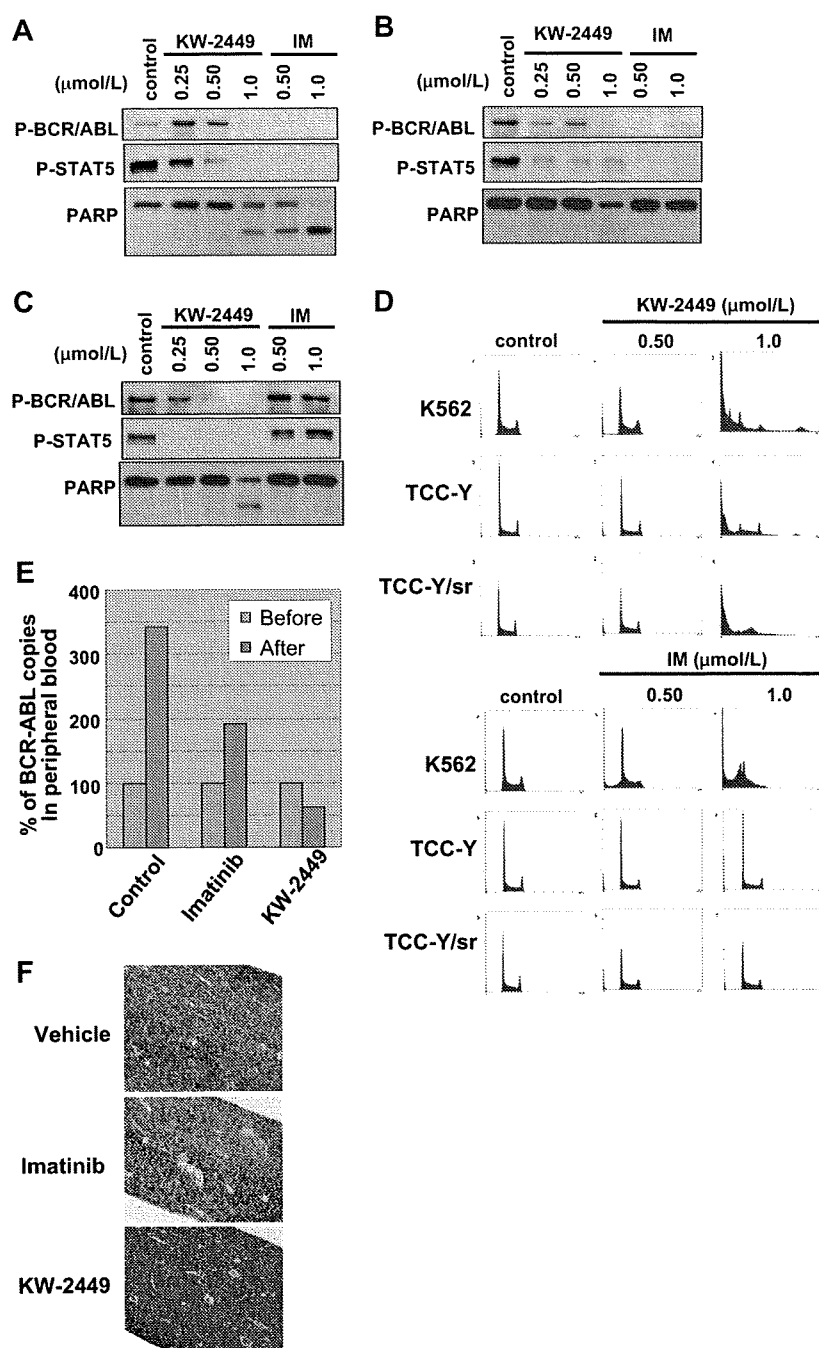 A
KW-2449 IM
(μmol/L)
control 0.25 0.50 1.0 0.50 1.0
P-BCR/ABL
P-STAT5
PARP
B
KW-2449 IM
(μmol/L)
control 0.25 0.50 1.0 0.50 1.0
P-BCR/ABL
P-STAT5
PARP
C
KW-2449 IM
(μmol/L)
control 0.25 0.50 1.0 0.50 1.0
P-BCR/ABL
P-STAT5
PARP
D
KW-2449 (μmol/L)
control 0.50 1.0
K562
TCC-Y
TCC-Y/sr
IM (μmol/L)
control 0.50 1.0
K562
TCC-Y
TCC-Y/sr
E
% of BCR-ABL copies
in peripheral blood
400
300
200
100
0
Before
After
Control Imatinib KW-2449
F
Vehicle
Imatinib
KW-2449